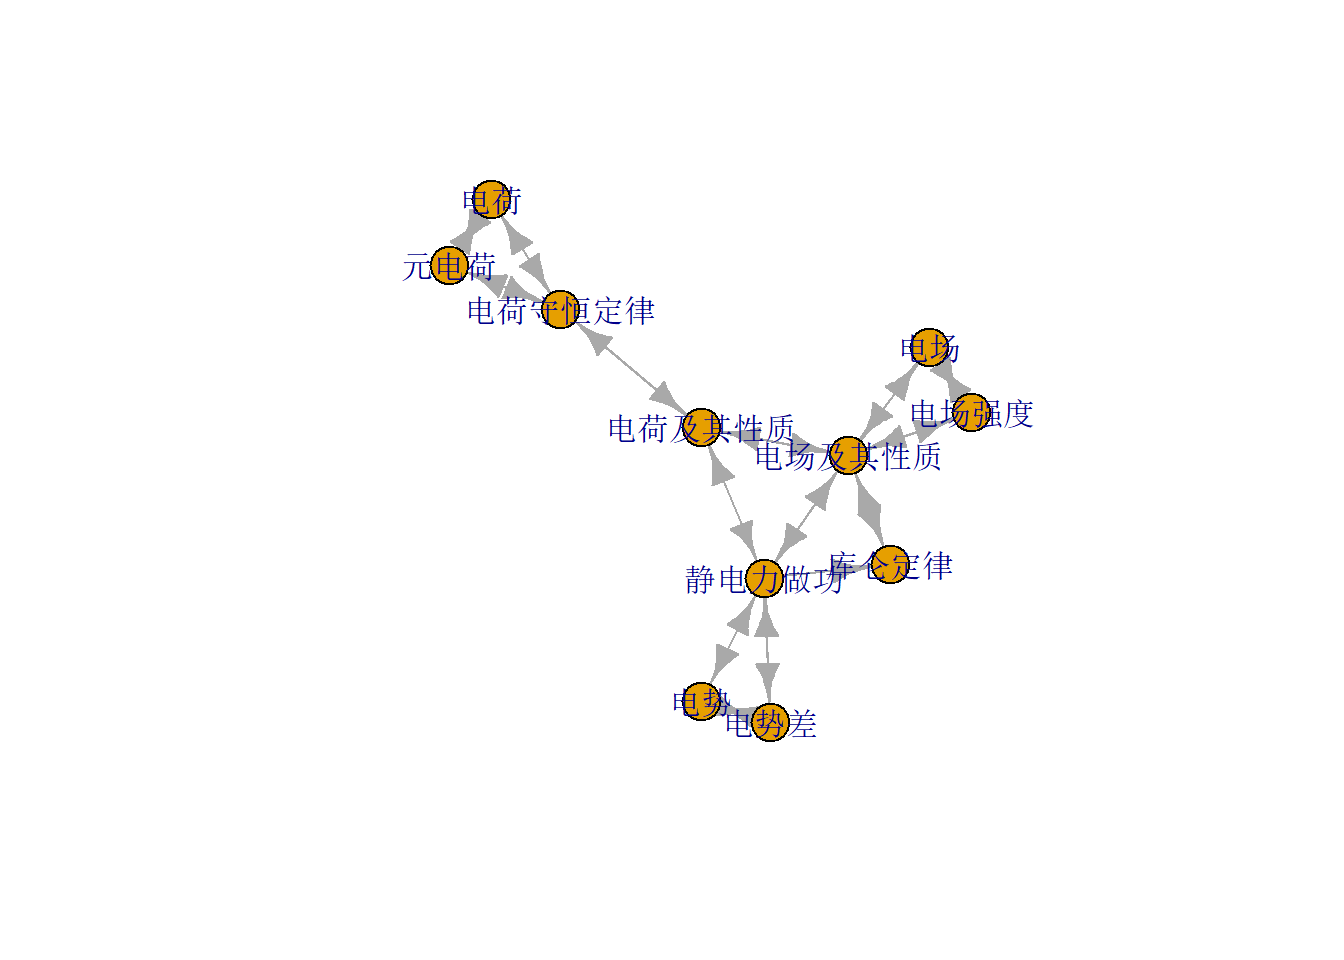 电荷
元电荷
电荷守恒定律
电场
电场强度
电荷及其性质
电场及其性质
库仑定律
静电力做功
电势
电势差